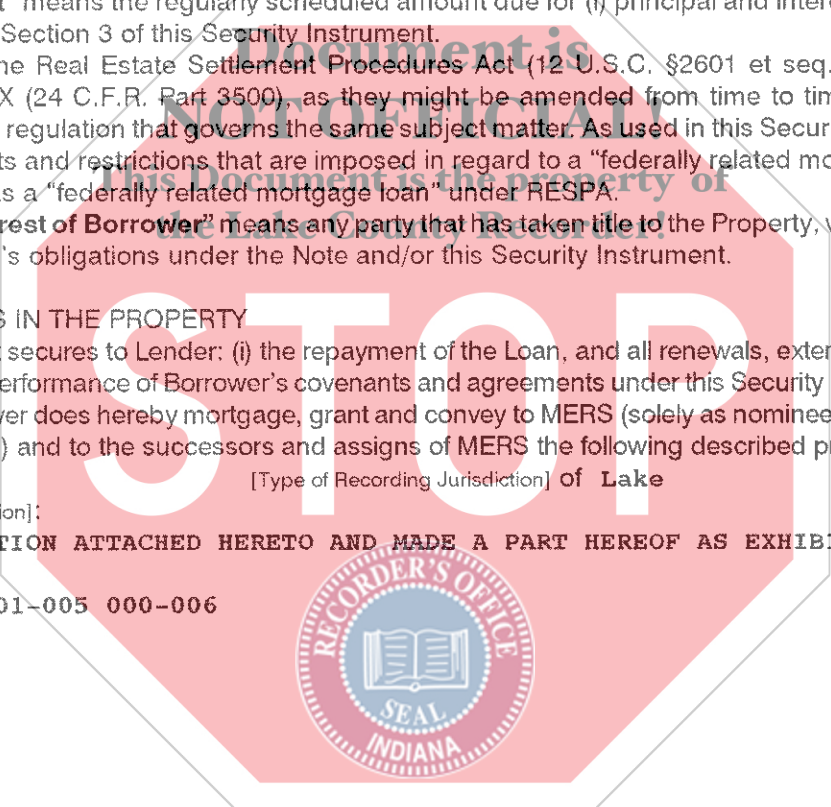 t” means the regularly scheduled amount due for (i) principal and intere
Section 3 of this Security Instrument.
ne Real Estate Settlement Procedures Act (12 U.S.C. §2601 et seq.
X (24 C.F.R. Part 3500), as they might be amended from time to tim
regulation that governs the same subject matter. As used in this Secur
ts and restrictions that are imposed in regard to a “federally related mo
s a “federally related mortgage loan” under RESPA.
rest of Borrower” means any party that has taken title to the Property, w
's obligations under the Note and/or this Security Instrument.
Document is
NOT OFFICIAL!
This Document is the property of
the Lake County Recorder!
S IN THE PROPERTY
t secures to Lender: (i) the repayment of the Loan, and all renewals, exter
erformance of Borrower's covenants and agreements under this Security
ver does hereby mortgage, grant and convey to MERS (solely as nominee
) and to the successors and assigns of MERS the following described pr
[Type of Recording Jurisdiction] of Lake
ion]:
TION ATTACHED HERETO AND MADE A PART HEREOF AS EXHIBI
01-005 000-006
STOP
RECORDER'S OFFICE
SEAL
INDIANA